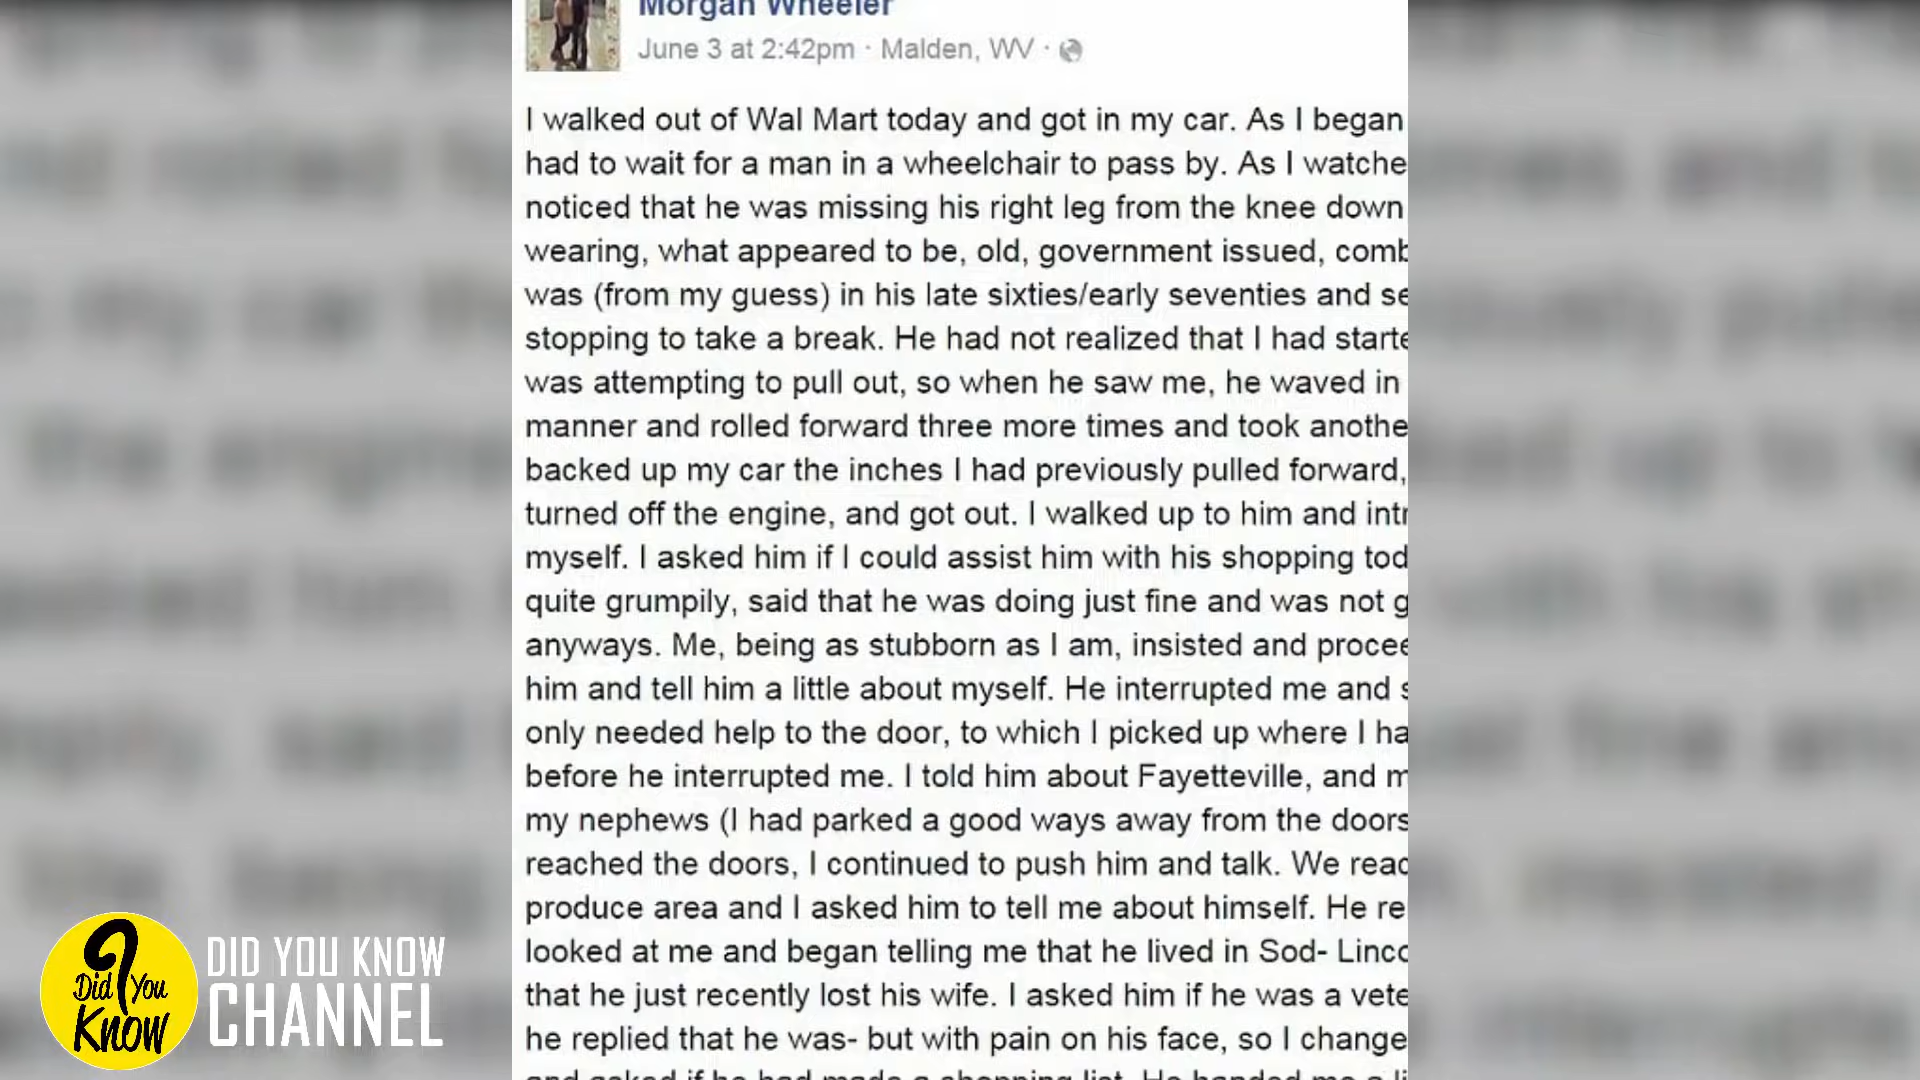 Morgan Wheeler
June 3 at 2:42pm · Malden, WV ·
I walked out of Wal Mart today and got in my car. As I began
had to wait for a man in a wheelchair to pass by. As I watche
noticed that he was missing his right leg from the knee down
wearing, what appeared to be, old, government issued, comb
was (from my guess) in his late sixties/early seventies and se
stopping to take a break. He had not realized that I had starte
was attempting to pull out, so when he saw me, he waved in
manner and rolled forward three more times and took anothe
backed up my car the inches I had previously pulled forward,
turned off the engine, and got out. I walked up to him and intr
myself. I asked him if I could assist him with his shopping tod
quite grumpily, said that he was doing just fine and was not g
anyways. Me, being as stubborn as I am, insisted and procee
him and tell him a little about myself. He interrupted me and s
only needed help to the door, to which I picked up where I ha
before he interrupted me. I told him about Fayetteville, and m
my nephews (I had parked a good ways away from the doors
reached the doors, I continued to push him and talk. We reac
produce area and I asked him to tell me about himself. He re
looked at me and began telling me that he lived in Sod- Linco
that he just recently lost his wife. I asked him if he was a vete
he replied that he was- but with pain on his face, so I change
and asked if he had made a shopping list. He handed me a li
Did You Know
DID YOU KNOW
CHANNEL